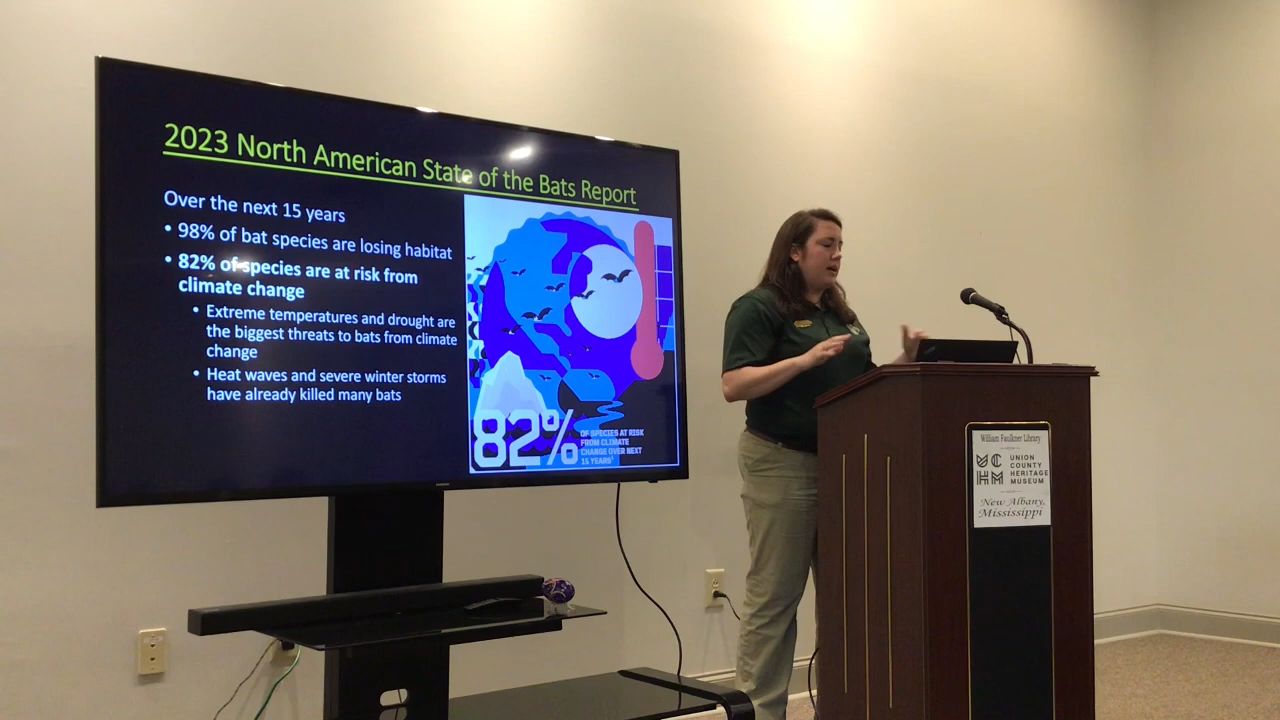 2023 North American State of the Bats Report
Over the next 15 years
• 98% of bat species are losing habitat
• 82% of species are at risk from
climate change
• Extreme temperatures and drought are
the biggest threats to bats from climate
change
• Heat waves and severe winter storms
have already killed many bats
82%
OF SPECIES AT RISK
FROM CLIMATE
CHANGE OVER NEXT
15 YEARS¹
William Faulkner Library
UC
HM
UNION
COUNTY
HERITAGE
MUSEUM
New Albany,
Mississippi